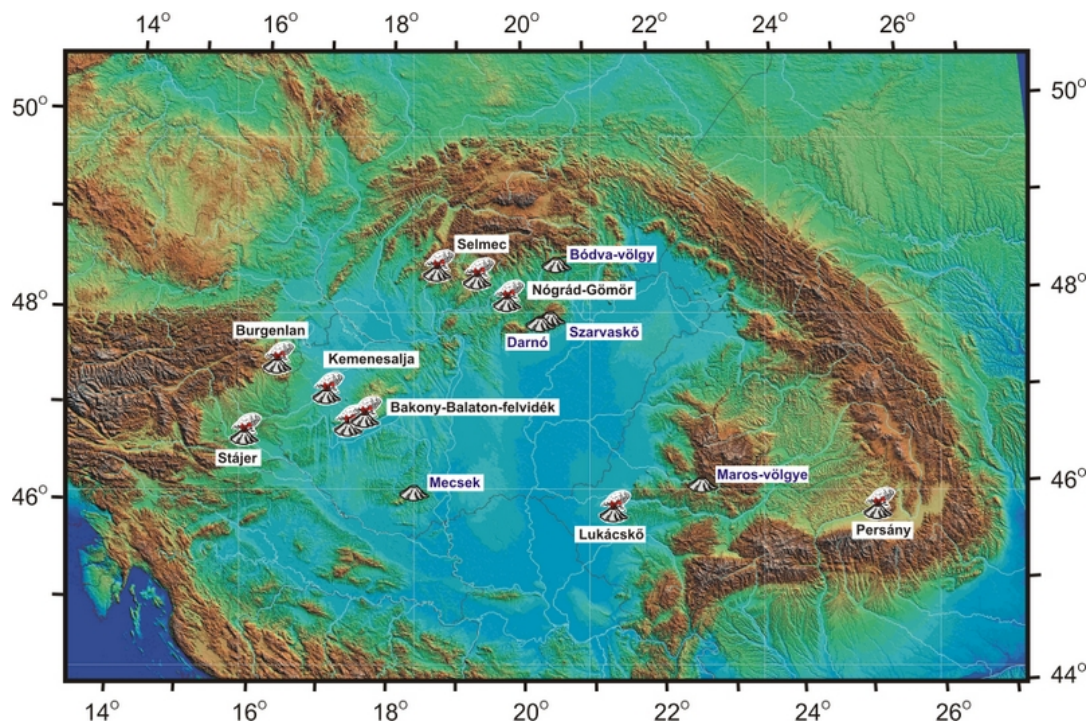 14° 16° 18° 20° 22° 24° 26°
50° 50°
Selmec
Bódva-völgy
Nógrád-Gömör
48° 48°
Darnó Szarvaskő
Burgenlan
Kemenesalja
Bakony-Balaton-felvidék
Stájer
Mecsek
Maros-völgye
46° 46°
Lukácskő
Persány
44°
14° 16° 18° 20° 22° 24° 26°